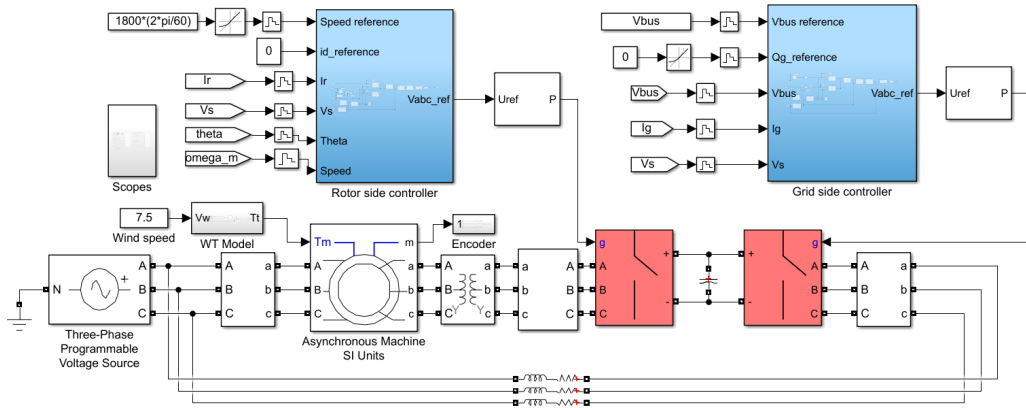 1800*(2*pi/60)
Speed reference
0
id_reference
Ir
Ir
Vs
Vs
theta
Theta
omega_m
Speed
Vabc_ref
Rotor side controller
Uref
P
Vbus
Vbus reference
0
Qg_reference
Vbus
Vbus
Ig
Ig
Vs
Vs
Vabc_ref
Grid side controller
Uref
P
Scopes
7.5
Wind speed
Vw
Tt
WT Model
Tm
m
1
Encoder
N
+
A
B
C
Three-Phase
Programmable
Voltage Source
A
B
C
a
b
c
A
B
C
a
b
c
Asynchronous Machine
SI Units
A
B
C
Y
Y
a
b
c
a
b
c
A
B
C
g
A
B
C
+
-
+
-
g
A
B
C
A
B
C
a
b
c